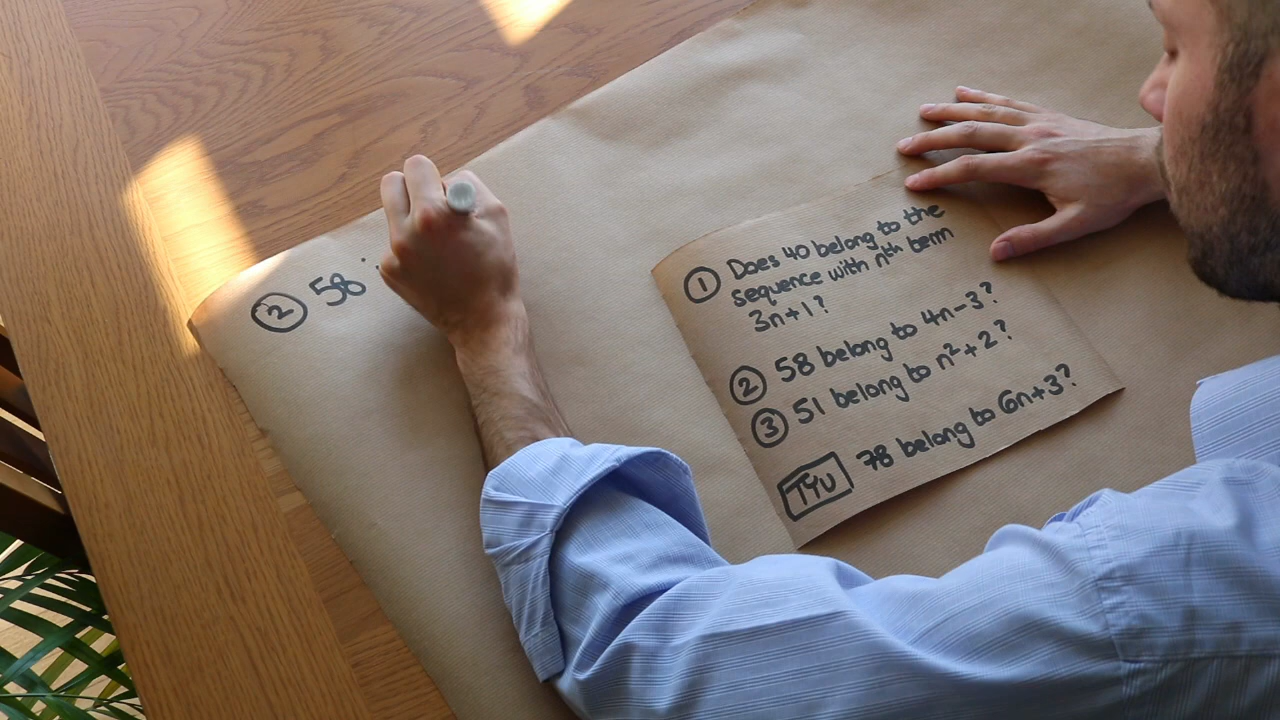 ② 58
① Does 40 belong to the
sequence with nᵗʰ term
3n+1?
② 58 belong to 4n-3?
③ 51 belong to n²+2?
TYU 78 belong to 6n+3?